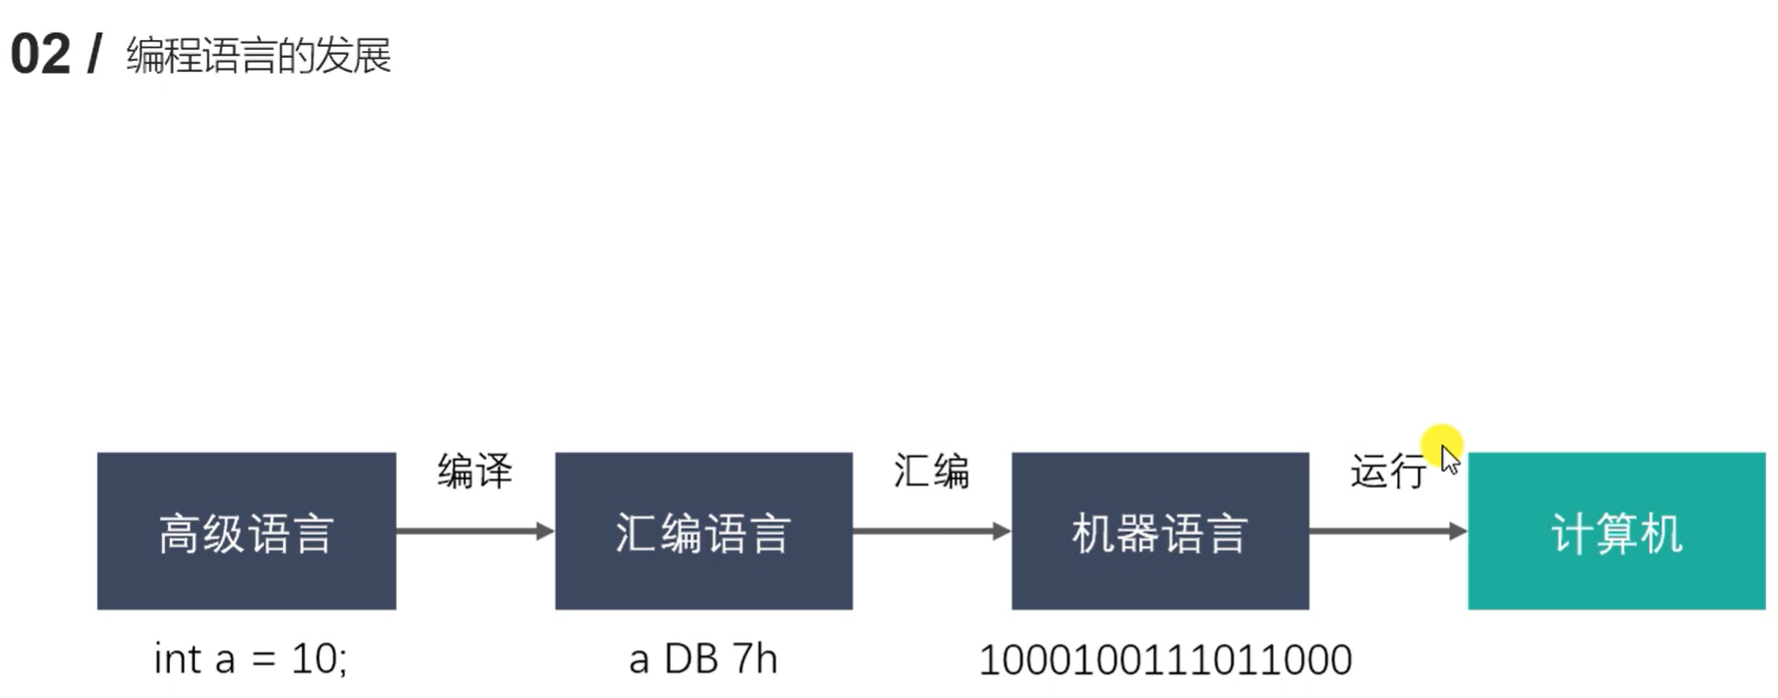 02 / 编程语言的发展
编译 汇编 运行
高级语言 汇编语言 机器语言 计算机
int a = 10; a DB 7h 1000100111011000